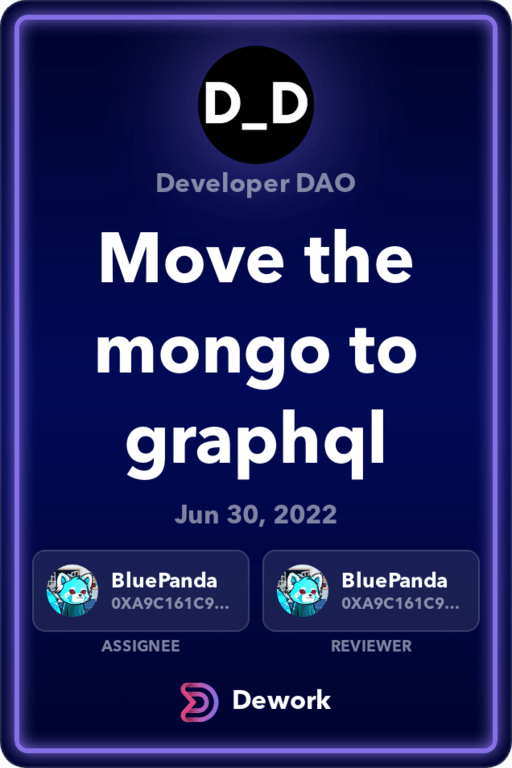 D_D
Developer DAO
Move the
mongo to
graphql
Jun 30, 2022
BluePanda
0XA9C161C9...
ASSIGNEE
BluePanda
0XA9C161C9...
REVIEWER
Dework